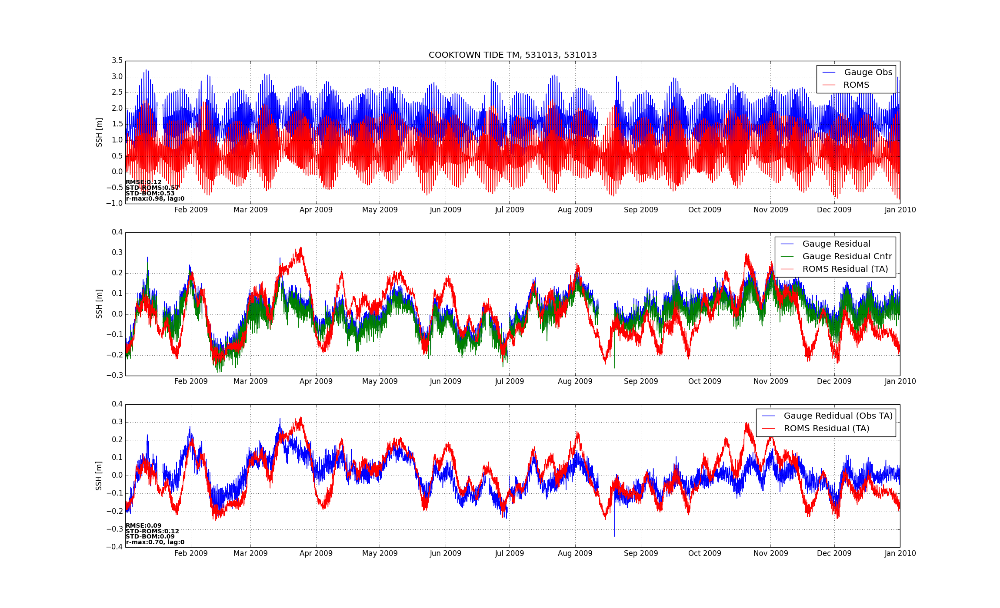 COOKTOWN TIDE TM, 531013, 531013
3.5
3.0
2.5
2.0
1.5
1.0
0.5
0.0
−0.5
−1.0
SSH [m]
Gauge Obs
ROMS
RMSE:0.12
STD-ROMS:0.57
STD-BOM:0.53
r-max:0.98, lag:0
Feb 2009 Mar 2009 Apr 2009 May 2009 Jun 2009 Jul 2009 Aug 2009 Sep 2009 Oct 2009 Nov 2009 Dec 2009 Jan 2010
0.4
0.3
0.2
0.1
0.0
−0.1
−0.2
−0.3
SSH [m]
Gauge Residual
Gauge Residual Cntr
ROMS Residual (TA)
Feb 2009 Mar 2009 Apr 2009 May 2009 Jun 2009 Jul 2009 Aug 2009 Sep 2009 Oct 2009 Nov 2009 Dec 2009 Jan 2010
0.4
0.3
0.2
0.1
0.0
−0.1
−0.2
−0.3
−0.4
SSH [m]
Gauge Redidual (Obs TA)
ROMS Residual (TA)
RMSE:0.09
STD-ROMS:0.12
STD-BOM:0.09
r-max:0.70, lag:0
Feb 2009 Mar 2009 Apr 2009 May 2009 Jun 2009 Jul 2009 Aug 2009 Sep 2009 Oct 2009 Nov 2009 Dec 2009 Jan 2010